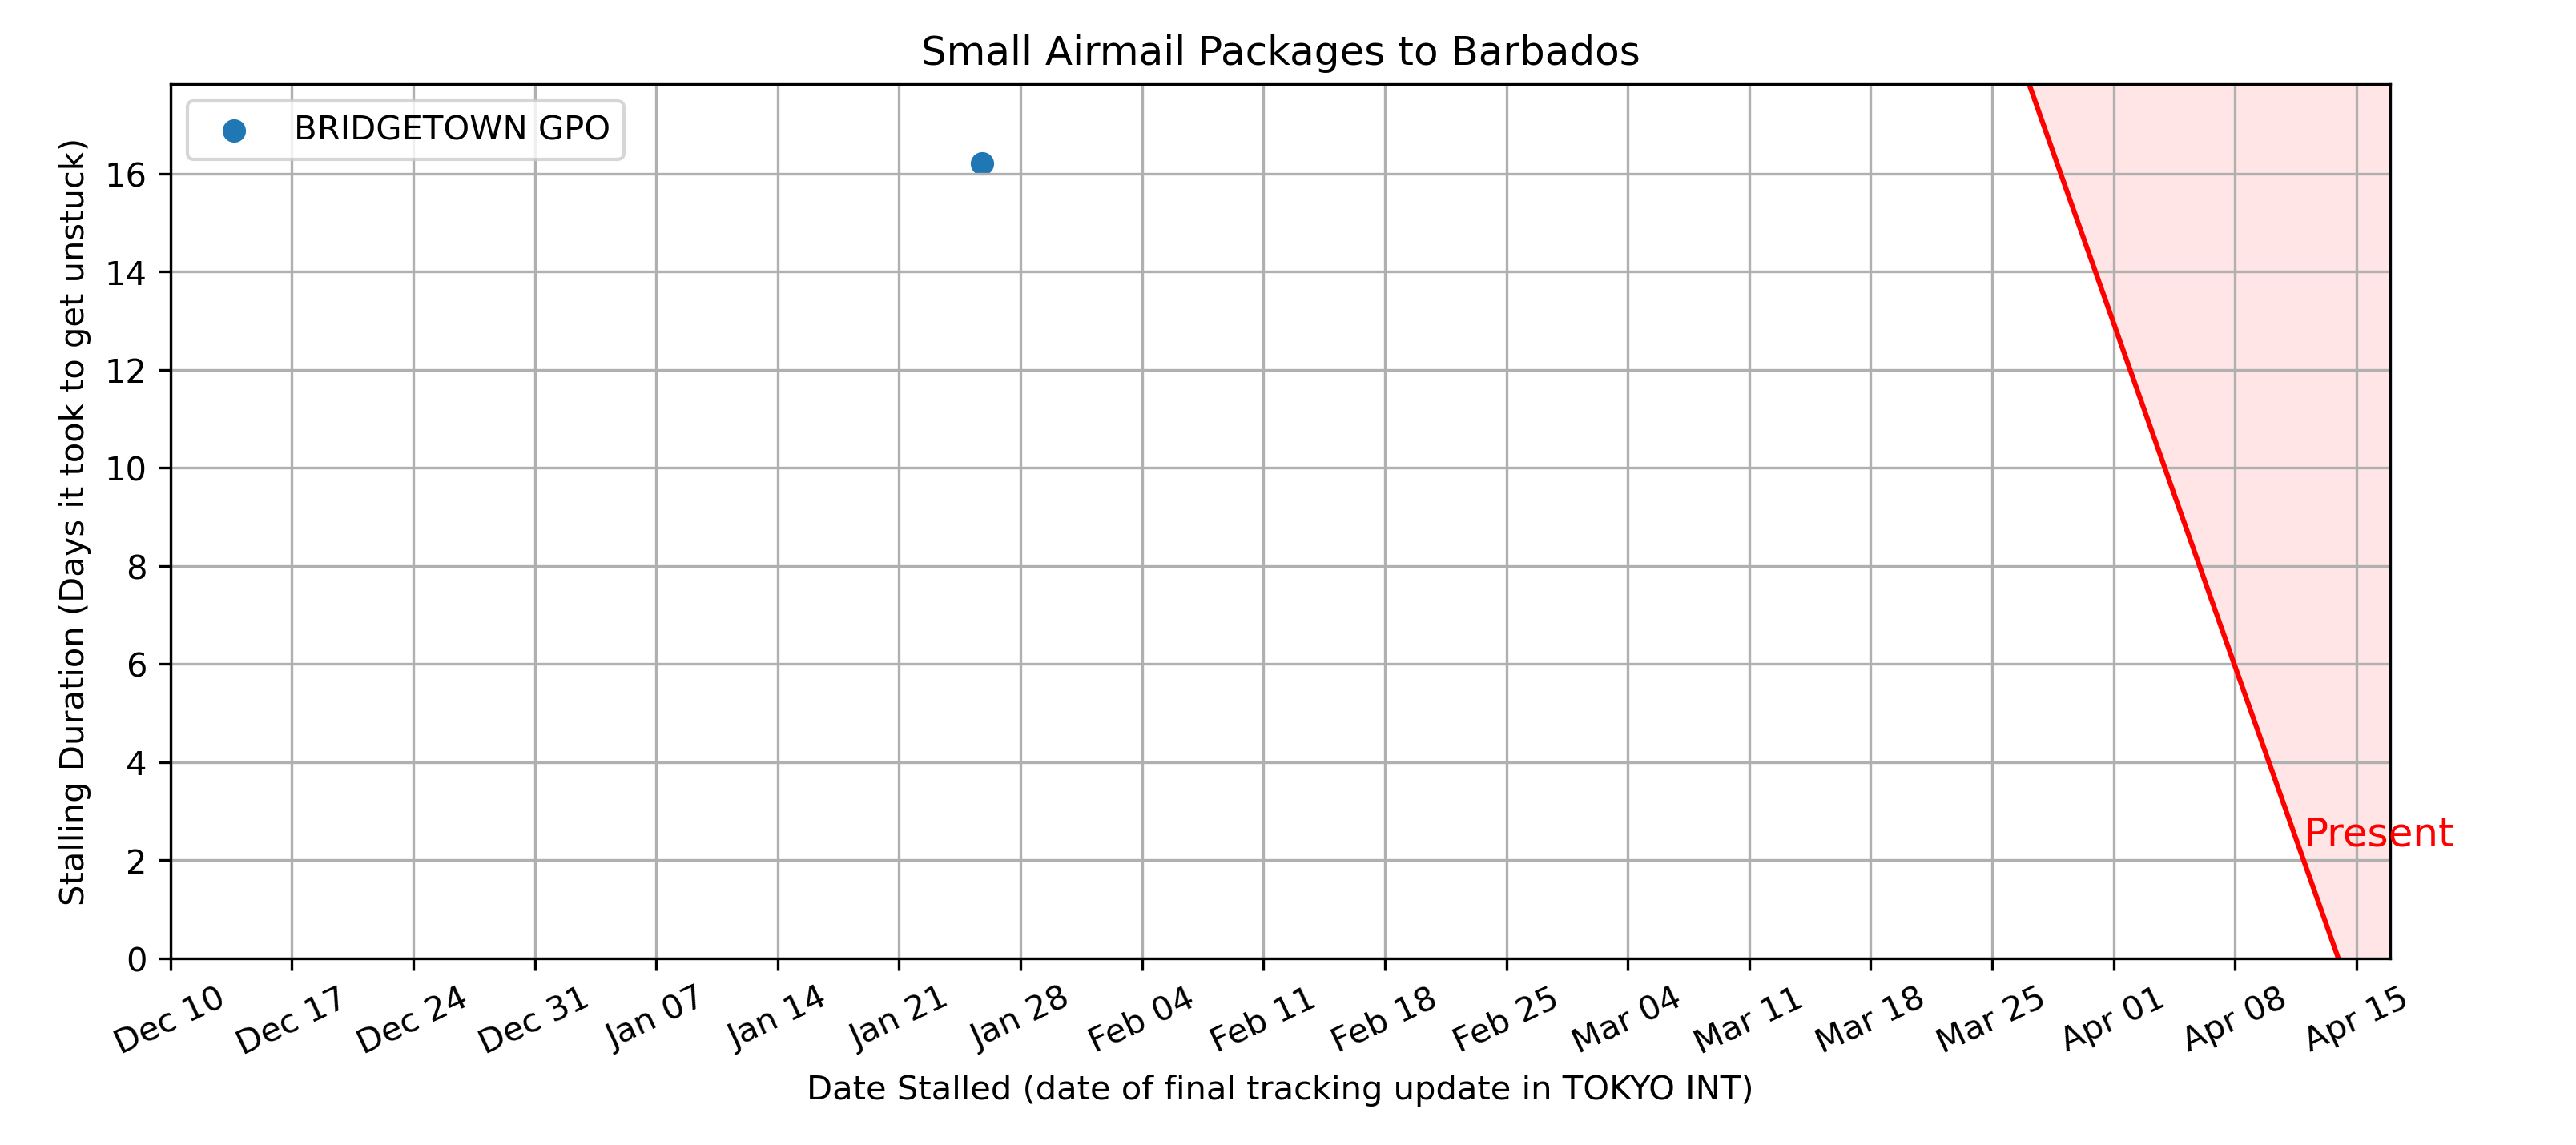 Small Airmail Packages to Barbados
BRIDGETOWN GPO
Stalling Duration (Days it took to get unstuck)
16
14
12
10
8
6
4
2
0
Present
Dec 10 Dec 17 Dec 24 Dec 31 Jan 07 Jan 14 Jan 21 Jan 28 Feb 04 Feb 11 Feb 18 Feb 25 Mar 04 Mar 11 Mar 18 Mar 25 Apr 01 Apr 08 Apr 15
Date Stalled (date of final tracking update in TOKYO INT)